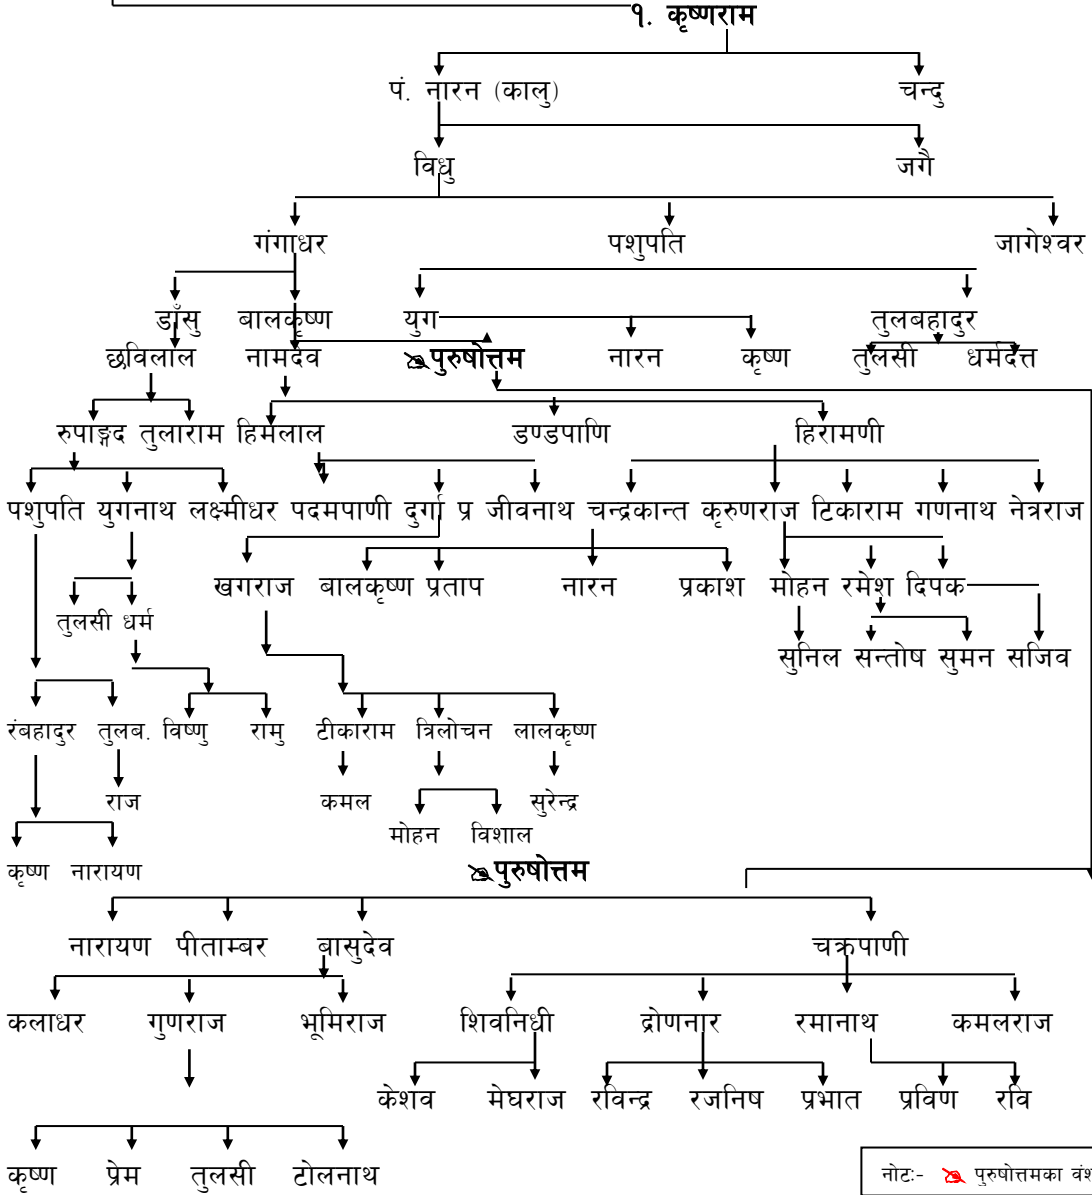 १. कृष्णराम
पं. नारन (कालु) चन्दु
विधु जगै
गंगाधर पशुपति जागेश्वर
डाँसु बालकृष्ण युग तुलबहादुर
छविलाल नामदेव पुरुषोत्तम नारन कृष्ण तुलसी धर्मदत्त
रुपाङ्गद तुलाराम हिमलाल डण्डपाणि हिरामणी
पशुपति युगनाथ लक्ष्मीधर पदमपाणी दुर्गा प्र जीवनाथ चन्द्रकान्त कृरुणराज टिकाराम गणनाथ नेत्रराज
खगराज बालकृष्ण प्रताप नारन प्रकाश मोहन रमेश दिपक
तुलसी धर्म
सुनिल सन्तोष सुमन सजिव
रंबहादुर तुलब. विष्णु रामु टीकाराम त्रिलोचन लालकृष्ण
राज कमल सुरेन्द्र
मोहन विशाल
कृष्ण नारायण पुरुषोत्तम
नारायण पीताम्बर बासुदेव चक्रपाणी
कलाधर गुणराज भूमिराज शिवनिधी द्रोणनार रमानाथ कमलराज
केशव मेघराज रविन्द्र रजनिष प्रभात प्रविण रवि
कृष्ण प्रेम तुलसी टोलनाथ
नोटः- पुरुषोत्तमका वंश